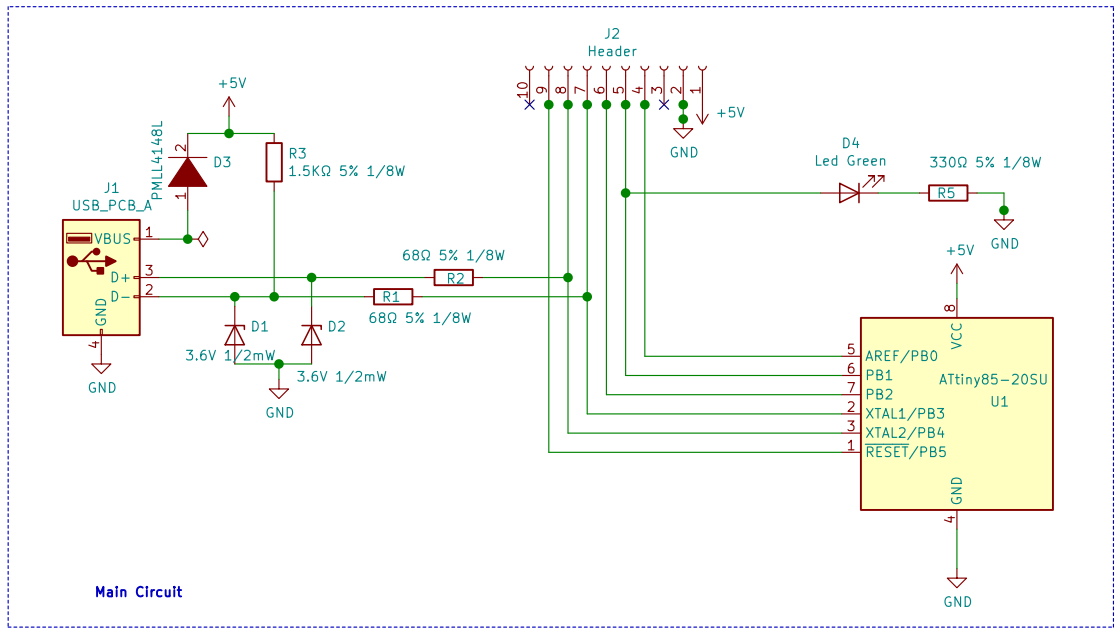 J2
Header
10
9
8
7
6
5
4
3
2
1
+5V
GND
+5V
PMLL4148L
2
1
D3
R3
1.5KΩ 5% 1/8W
J1
USB_PCB_A
VBUS
1
D+
3
D-
2
GND
4
GND
68Ω 5% 1/8W
R2
R1
68Ω 5% 1/8W
D1
3.6V 1/2mW
D2
3.6V 1/2mW
GND
D4
Led Green
330Ω 5% 1/8W
R5
GND
+5V
8
VCC
5
AREF/PB0
6
PB1
7
PB2
2
XTAL1/PB3
3
XTAL2/PB4
1
RESET/PB5
ATtiny85-20SU
U1
GND
4
GND
Main Circuit